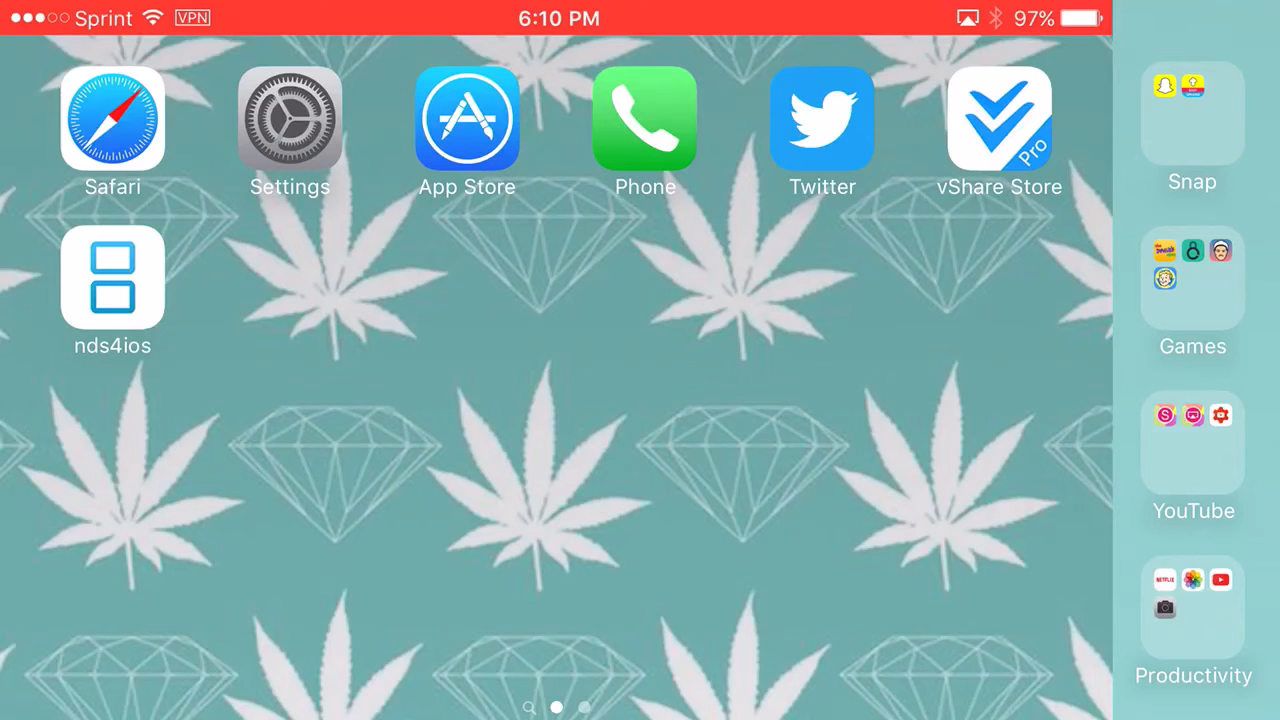 Sprint VPN 6:10 PM 97%
Safari Settings App Store Phone Twitter vShare Store
Pro
nds4ios
Snap
Games
YouTube
NETFLIX
Productivity